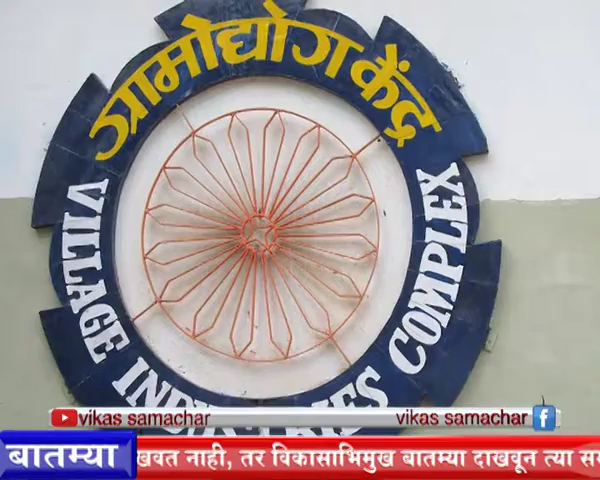 ग्रामोद्योग केंद्र
VILLAGE INDUSTRIES COMPLEX
vikas samachar
vikas samachar
बातम्या
खवत नाही, तर विकासाभिमुख बातम्या दाखवून त्या